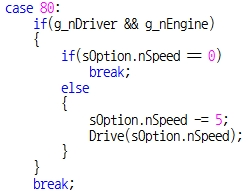 case 80:
    if(g_nDriver && g_nEngine)
    {
        if(sOption.nSpeed == 0)
            break;
        else
        {
            sOption.nSpeed -= 5;
            Drive(sOption.nSpeed);
        }
    }
    break;